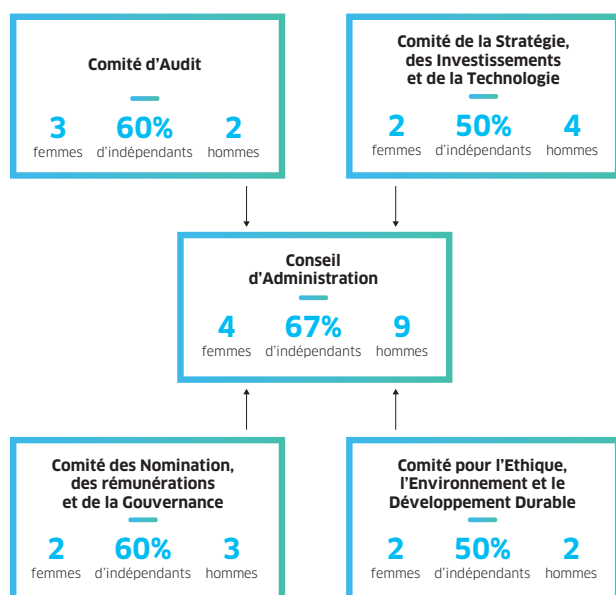 Comité d'Audit
3 60% 2
femmes d'indépendants hommes
Comité de la Stratégie,
des Investissements
et de la Technologie
2 50% 4
femmes d'indépendants hommes
Conseil
d'Administration
4 67% 9
femmes d'indépendants hommes
Comité des Nomination,
des rémunérations
et de la Gouvernance
2 60% 3
femmes d'indépendants hommes
Comité pour l'Ethique,
l'Environnement et le
Développement Durable
2 50% 2
femmes d'indépendants hommes